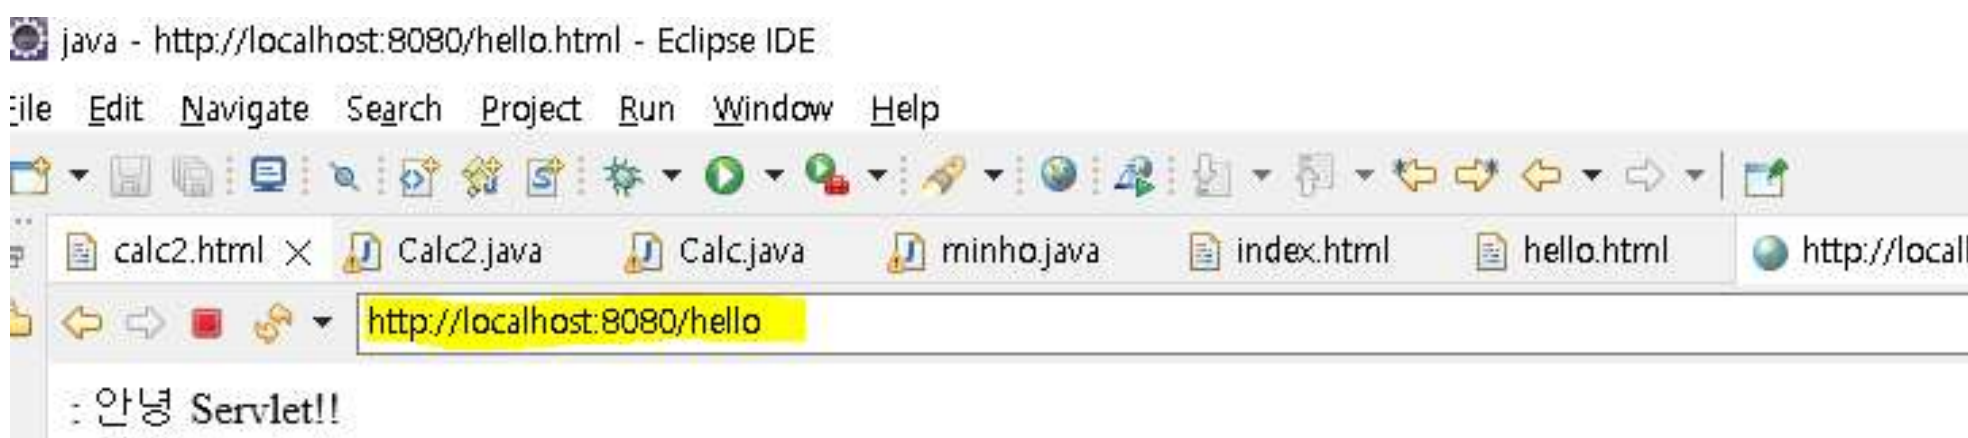 java - http://localhost:8080/hello.html - Eclipse IDE
File Edit Navigate Search Project Run Window Help
calc2.html Calc2.java Calc.java minho.java index.html hello.html http://local
http://localhost:8080/hello
: 안녕 Servlet!!